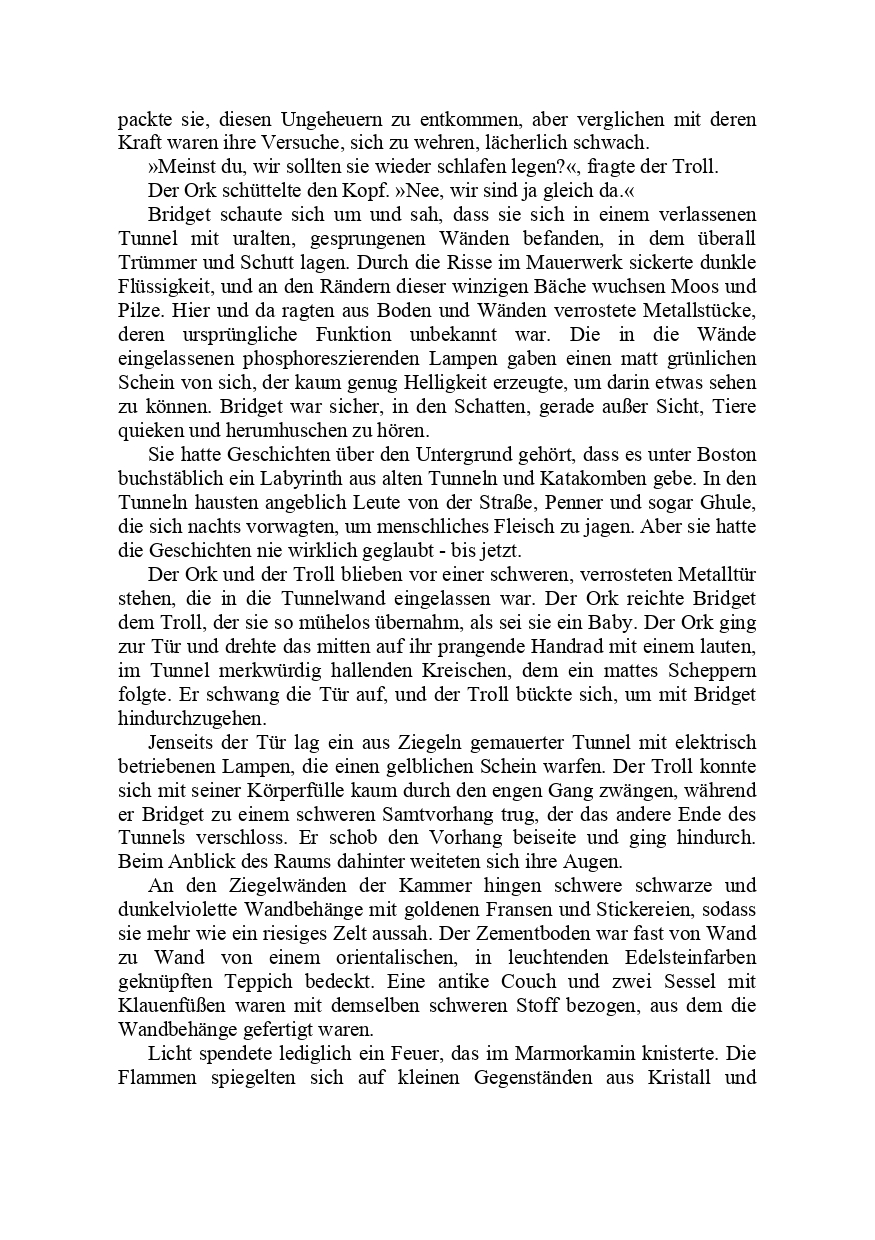 packte sie, diesen Ungeheuern zu entkommen, aber verglichen mit deren
Kraft waren ihre Versuche, sich zu wehren, lächerlich schwach.
»Meinst du, wir sollten sie wieder schlafen legen?«, fragte der Troll.
Der Ork schüttelte den Kopf. »Nee, wir sind ja gleich da.«
Bridget schaute sich um und sah, dass sie sich in einem verlassenen
Tunnel mit uralten, gesprungenen Wänden befanden, in dem überall
Trümmer und Schutt lagen. Durch die Risse im Mauerwerk sickerte dunkle
Flüssigkeit, und an den Rändern dieser winzigen Bäche wuchsen Moos und
Pilze. Hier und da ragten aus Boden und Wänden verrostete Metallstücke,
deren ursprüngliche Funktion unbekannt war. Die in die Wände
eingelassenen phosphoreszierenden Lampen gaben einen matt grünlichen
Schein von sich, der kaum genug Helligkeit erzeugte, um darin etwas sehen
zu können. Bridget war sicher, in den Schatten, gerade außer Sicht, Tiere
quieken und herumhuschen zu hören.
Sie hatte Geschichten über den Untergrund gehört, dass es unter Boston
buchstäblich ein Labyrinth aus alten Tunneln und Katakomben gebe. In den
Tunneln hausten angeblich Leute von der Straße, Penner und sogar Ghule,
die sich nachts vorwagten, um menschliches Fleisch zu jagen. Aber sie hatte
die Geschichten nie wirklich geglaubt - bis jetzt.
Der Ork und der Troll blieben vor einer schweren, verrosteten Metalltür
stehen, die in die Tunnelwand eingelassen war. Der Ork reichte Bridget
dem Troll, der sie so mühelos übernahm, als sei sie ein Baby. Der Ork ging
zur Tür und drehte das mitten auf ihr prangende Handrad mit einem lauten,
im Tunnel merkwürdig hallenden Kreischen, dem ein mattes Scheppern
folgte. Er schwang die Tür auf, und der Troll bückte sich, um mit Bridget
hindurchzugehen.
Jenseits der Tür lag ein aus Ziegeln gemauerter Tunnel mit elektrisch
betriebenen Lampen, die einen gelblichen Schein warfen. Der Troll konnte
sich mit seiner Körperfülle kaum durch den engen Gang zwängen, während
er Bridget zu einem schweren Samtvorhang trug, der das andere Ende des
Tunnels verschloss. Er schob den Vorhang beiseite und ging hindurch.
Beim Anblick des Raums dahinter weiteten sich ihre Augen.
An den Ziegelwänden der Kammer hingen schwere schwarze und
dunkelviolette Wandbehänge mit goldenen Fransen und Stickereien, sodass
sie mehr wie ein riesiges Zelt aussah. Der Zementboden war fast von Wand
zu Wand von einem orientalischen, in leuchtenden Edelsteinfarben
geknüpften Teppich bedeckt. Eine antike Couch und zwei Sessel mit
Klauenfüßen waren mit demselben schweren Stoff bezogen, aus dem die
Wandbehänge gefertigt waren.
Licht spendete lediglich ein Feuer, das im Marmorkamin knisterte. Die
Flammen spiegelten sich auf kleinen Gegenständen aus Kristall und